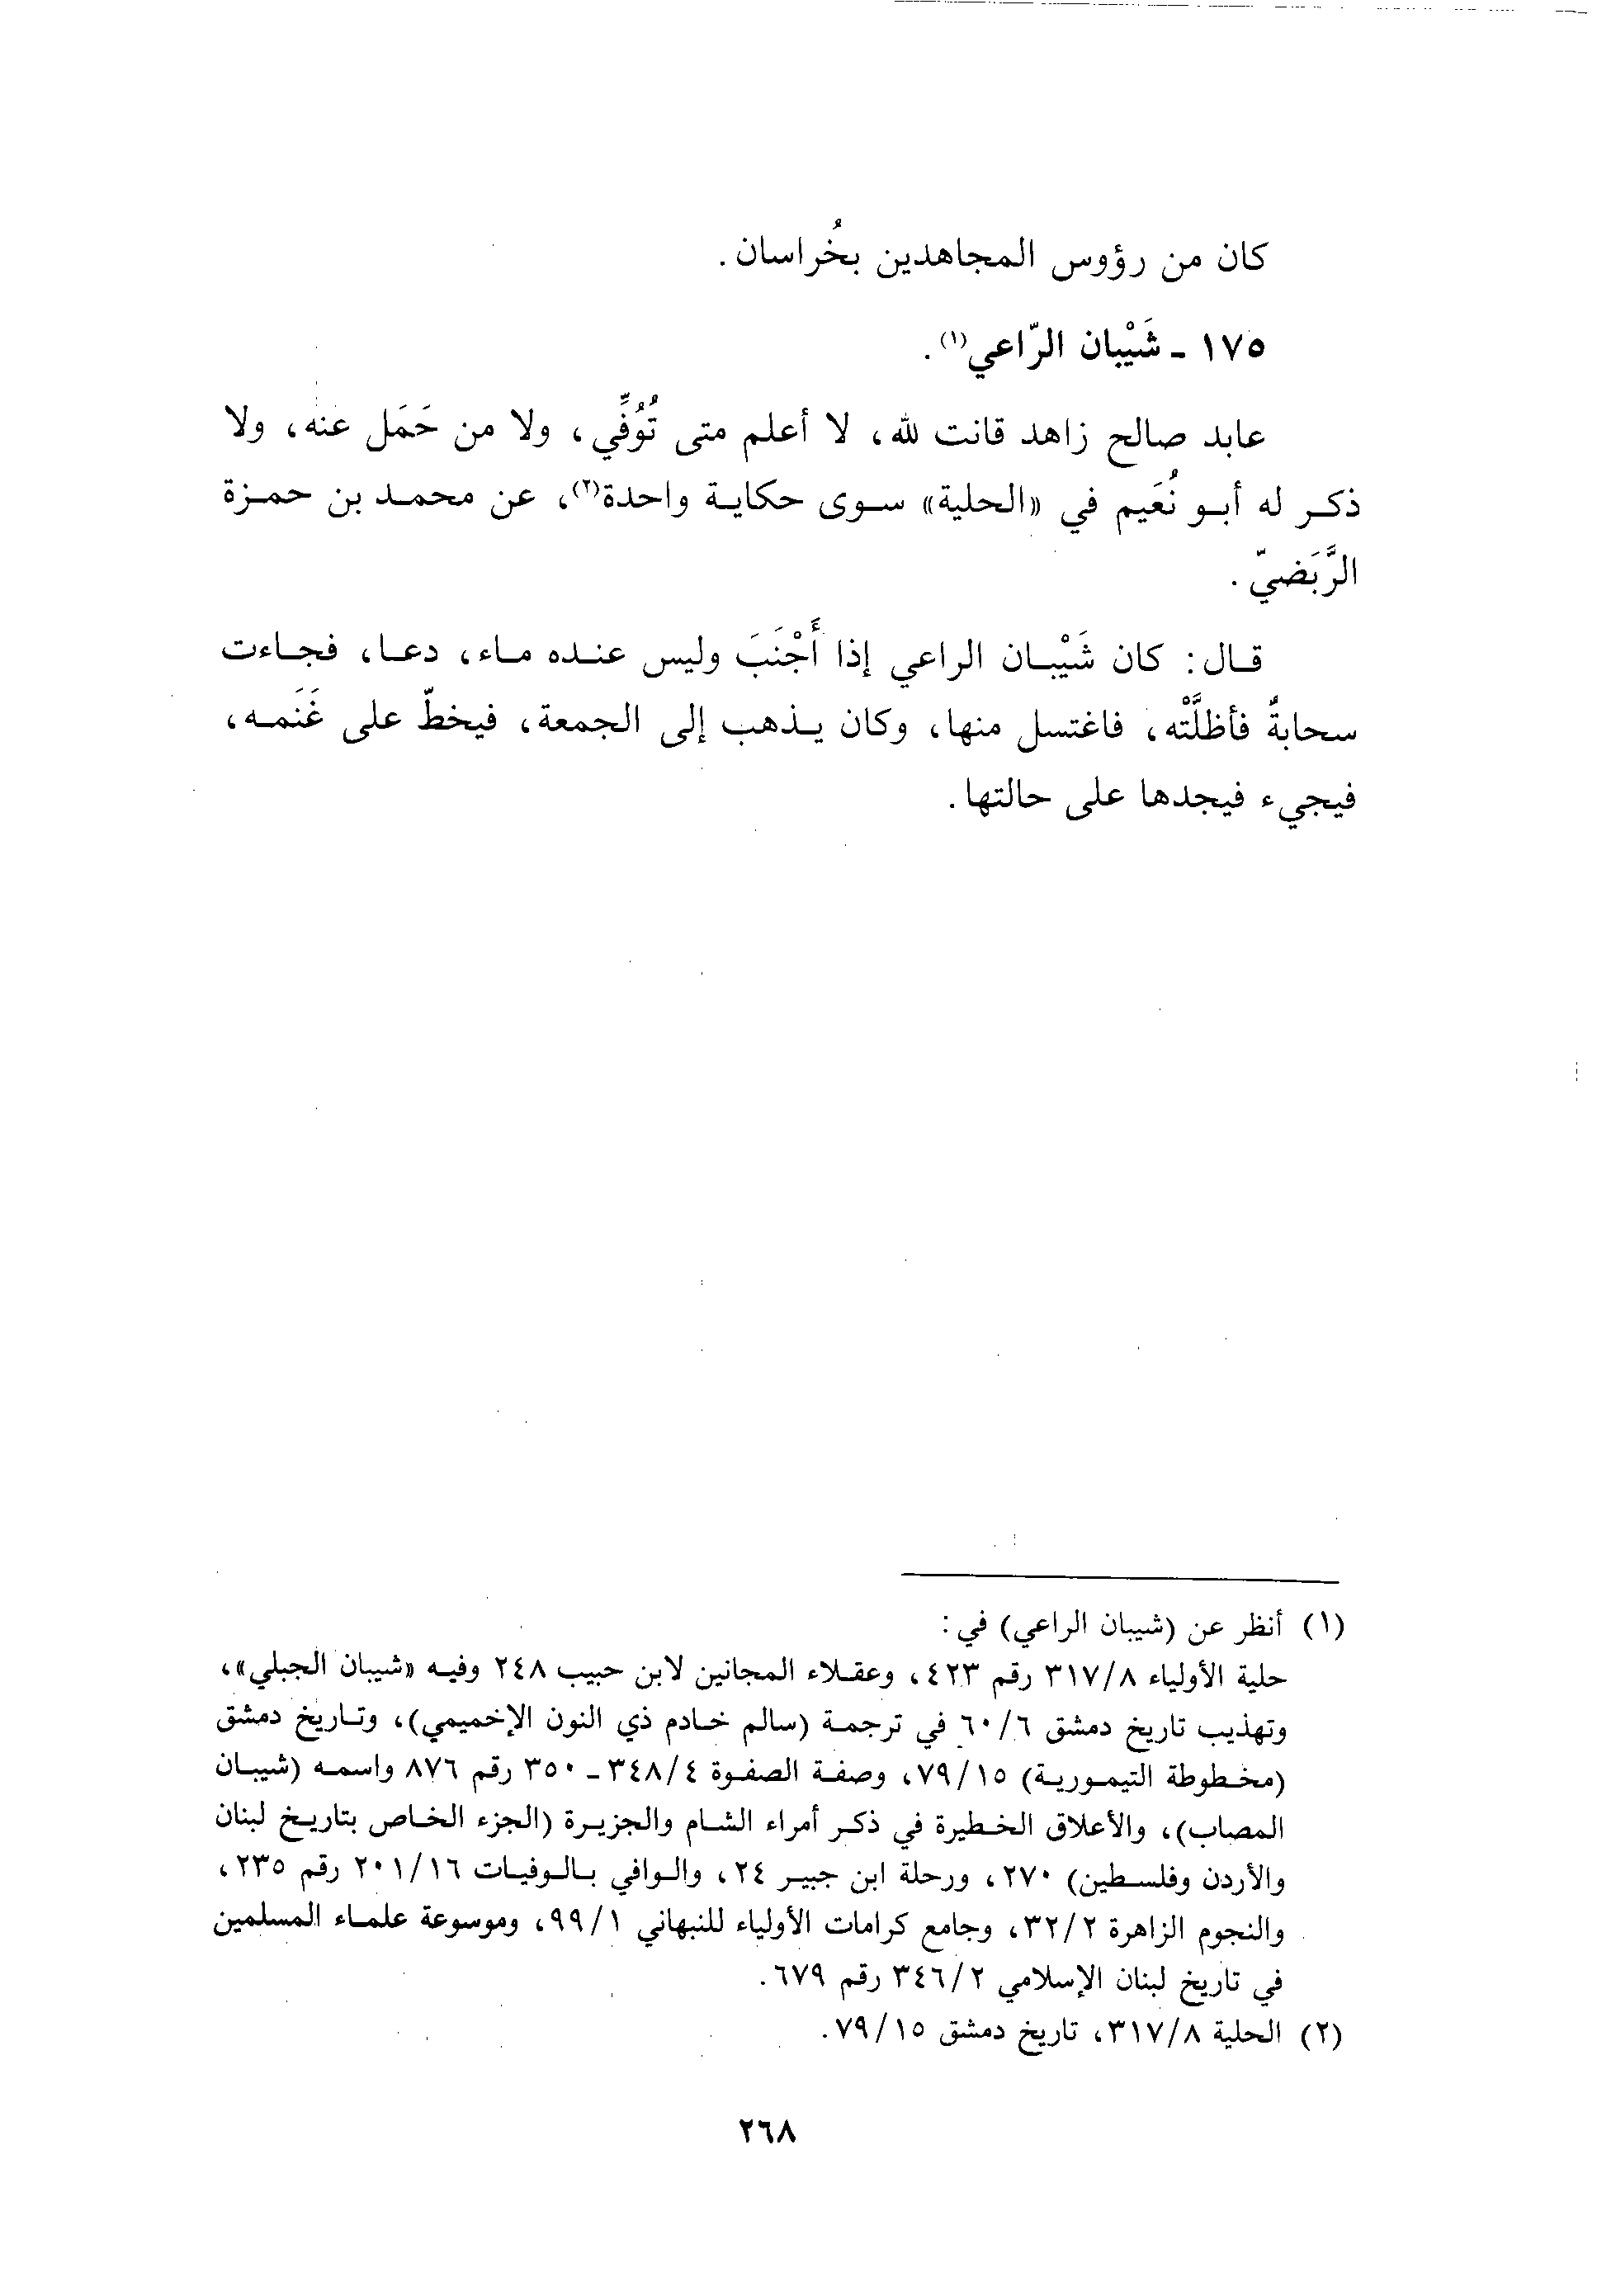 كان من رؤوس المجاهدين بخُراسان.
١٧٥ - شَيْبان الرّاعي(١).
عابد صالح زاهد قانت لله، لا أعلم متى تُوُفِّي، ولا من حَمَل عنه، ولا
ذكر له أبو نُعَيم في «الحلية» سوى حكاية واحدة(٢)، عن محمد بن حمزة
الرَّبَضيّ.
قال: كان شَيْبان الراعي إذا أَجْنَبَ وليس عنده ماء، دعا، فجاءت
سحابةٌ فأظلَّتْه، فاغتسل منها، وكان يذهب إلى الجمعة، فيخطّ على غَنَمه،
فيجيء فيجدها على حالتها.
(١) أنظر عن (شيبان الراعي) في:
حلية الأولياء ٣١٧/٨ رقم ٤٢٣، وعقلاء المجانين لابن حبيب ٢٤٨ وفيه «شيبان الجبلي»،
وتهذيب تاريخ دمشق ٦٠/٦ في ترجمة (سالم خادم ذي النون الإخميمي)، وتاريخ دمشق
(مخطوطة التيمورية) ٧٩/١٥، وصفة الصفوة ٣٤٨/٤ - ٣٥٠ رقم ٨٧٦ واسمه (شيبان
المصاب)، والأعلاق الخطيرة في ذكر أمراء الشام والجزيرة (الجزء الخاص بتاريخ لبنان
والأردن وفلسطين) ٢٧٠، ورحلة ابن جبير ٢٤، والوافي بالوفيات ٢٠١/١٦ رقم ٢٣٥،
والنجوم الزاهرة ٣٢/٢، وجامع كرامات الأولياء للنبهاني ٩٩/١، وموسوعة علماء المسلمين
في تاريخ لبنان الإسلامي ٣٤٦/٢ رقم ٦٧٩.
(٢) الحلية ٣١٧/٨، تاريخ دمشق ٧٩/١٥.
٢٦٨